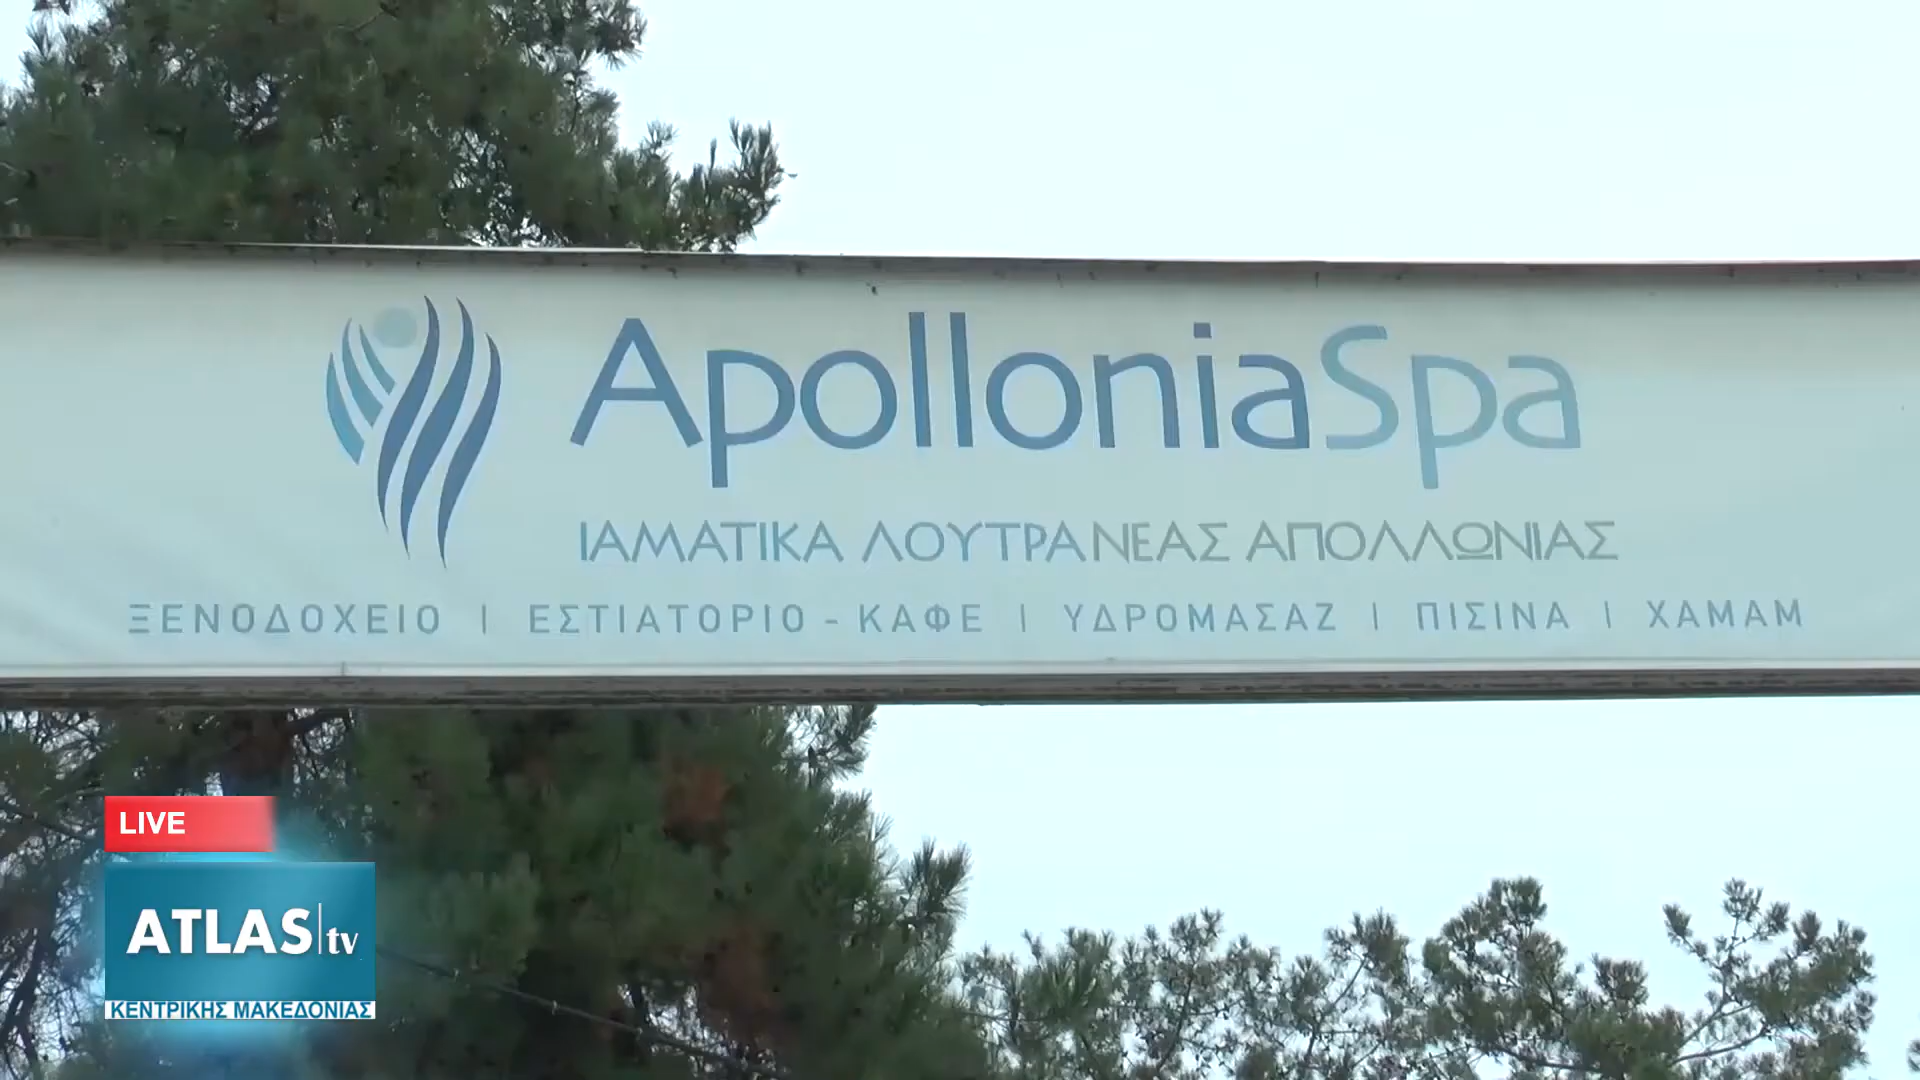 ApolloniaSpa
ΙΑΜΑΤΙΚΑ ΛΟΥΤΡΑ ΝΕΑΣ ΑΠΟΛΛΩΝΙΑΣ
ΞΕΝΟΔΟΧΕΙΟ | ΕΣΤΙΑΤΟΡΙΟ - ΚΑΦΕ | ΥΔΡΟΜΑΣΑΖ | ΠΙΣΙΝΑ | ΧΑΜΑΜ
LIVE
ATLAS|tv
ΚΕΝΤΡΙΚΗΣ ΜΑΚΕΔΟΝΙΑΣ